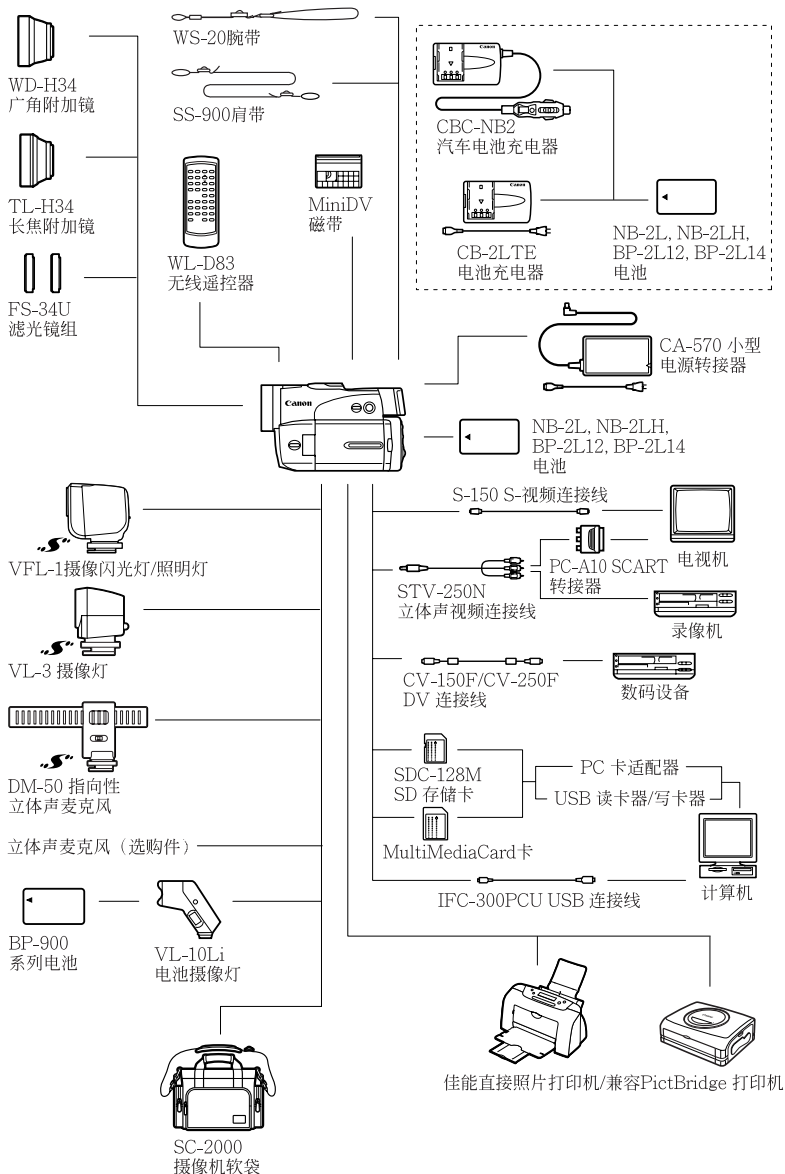 WS-20腕带
SS-900肩带
WD-H34
广角附加镜
TL-H34
长焦附加镜
FS-34U
滤光镜组
WL-D83
无线遥控器
MiniDV
磁带
Canon
CBC-NB2
汽车电池充电器
Canon
CB-2LTE
电池充电器
NB-2L, NB-2LH,
BP-2L12, BP-2L14
电池
CA-570 小型
电源转接器
Canon
NB-2L, NB-2LH,
BP-2L12, BP-2L14
电池
VFL-1摄像闪光灯/照明灯
VL-3 摄像灯
DM-50 指向性
立体声麦克风
立体声麦克风（选购件）
BP-900
系列电池
VL-10Li
电池摄像灯
SC-2000
摄像机软袋
S-150 S-视频连接线
STV-250N
立体声视频连接线
PC-A10 SCART
转接器
电视机
录像机
CV-150F/CV-250F
DV 连接线
数码设备
SDC-128M
SD 存储卡
MultiMediaCard卡
PC 卡适配器
USB 读卡器/写卡器
计算机
IFC-300PCU USB 连接线
佳能直接照片打印机/兼容PictBridge 打印机